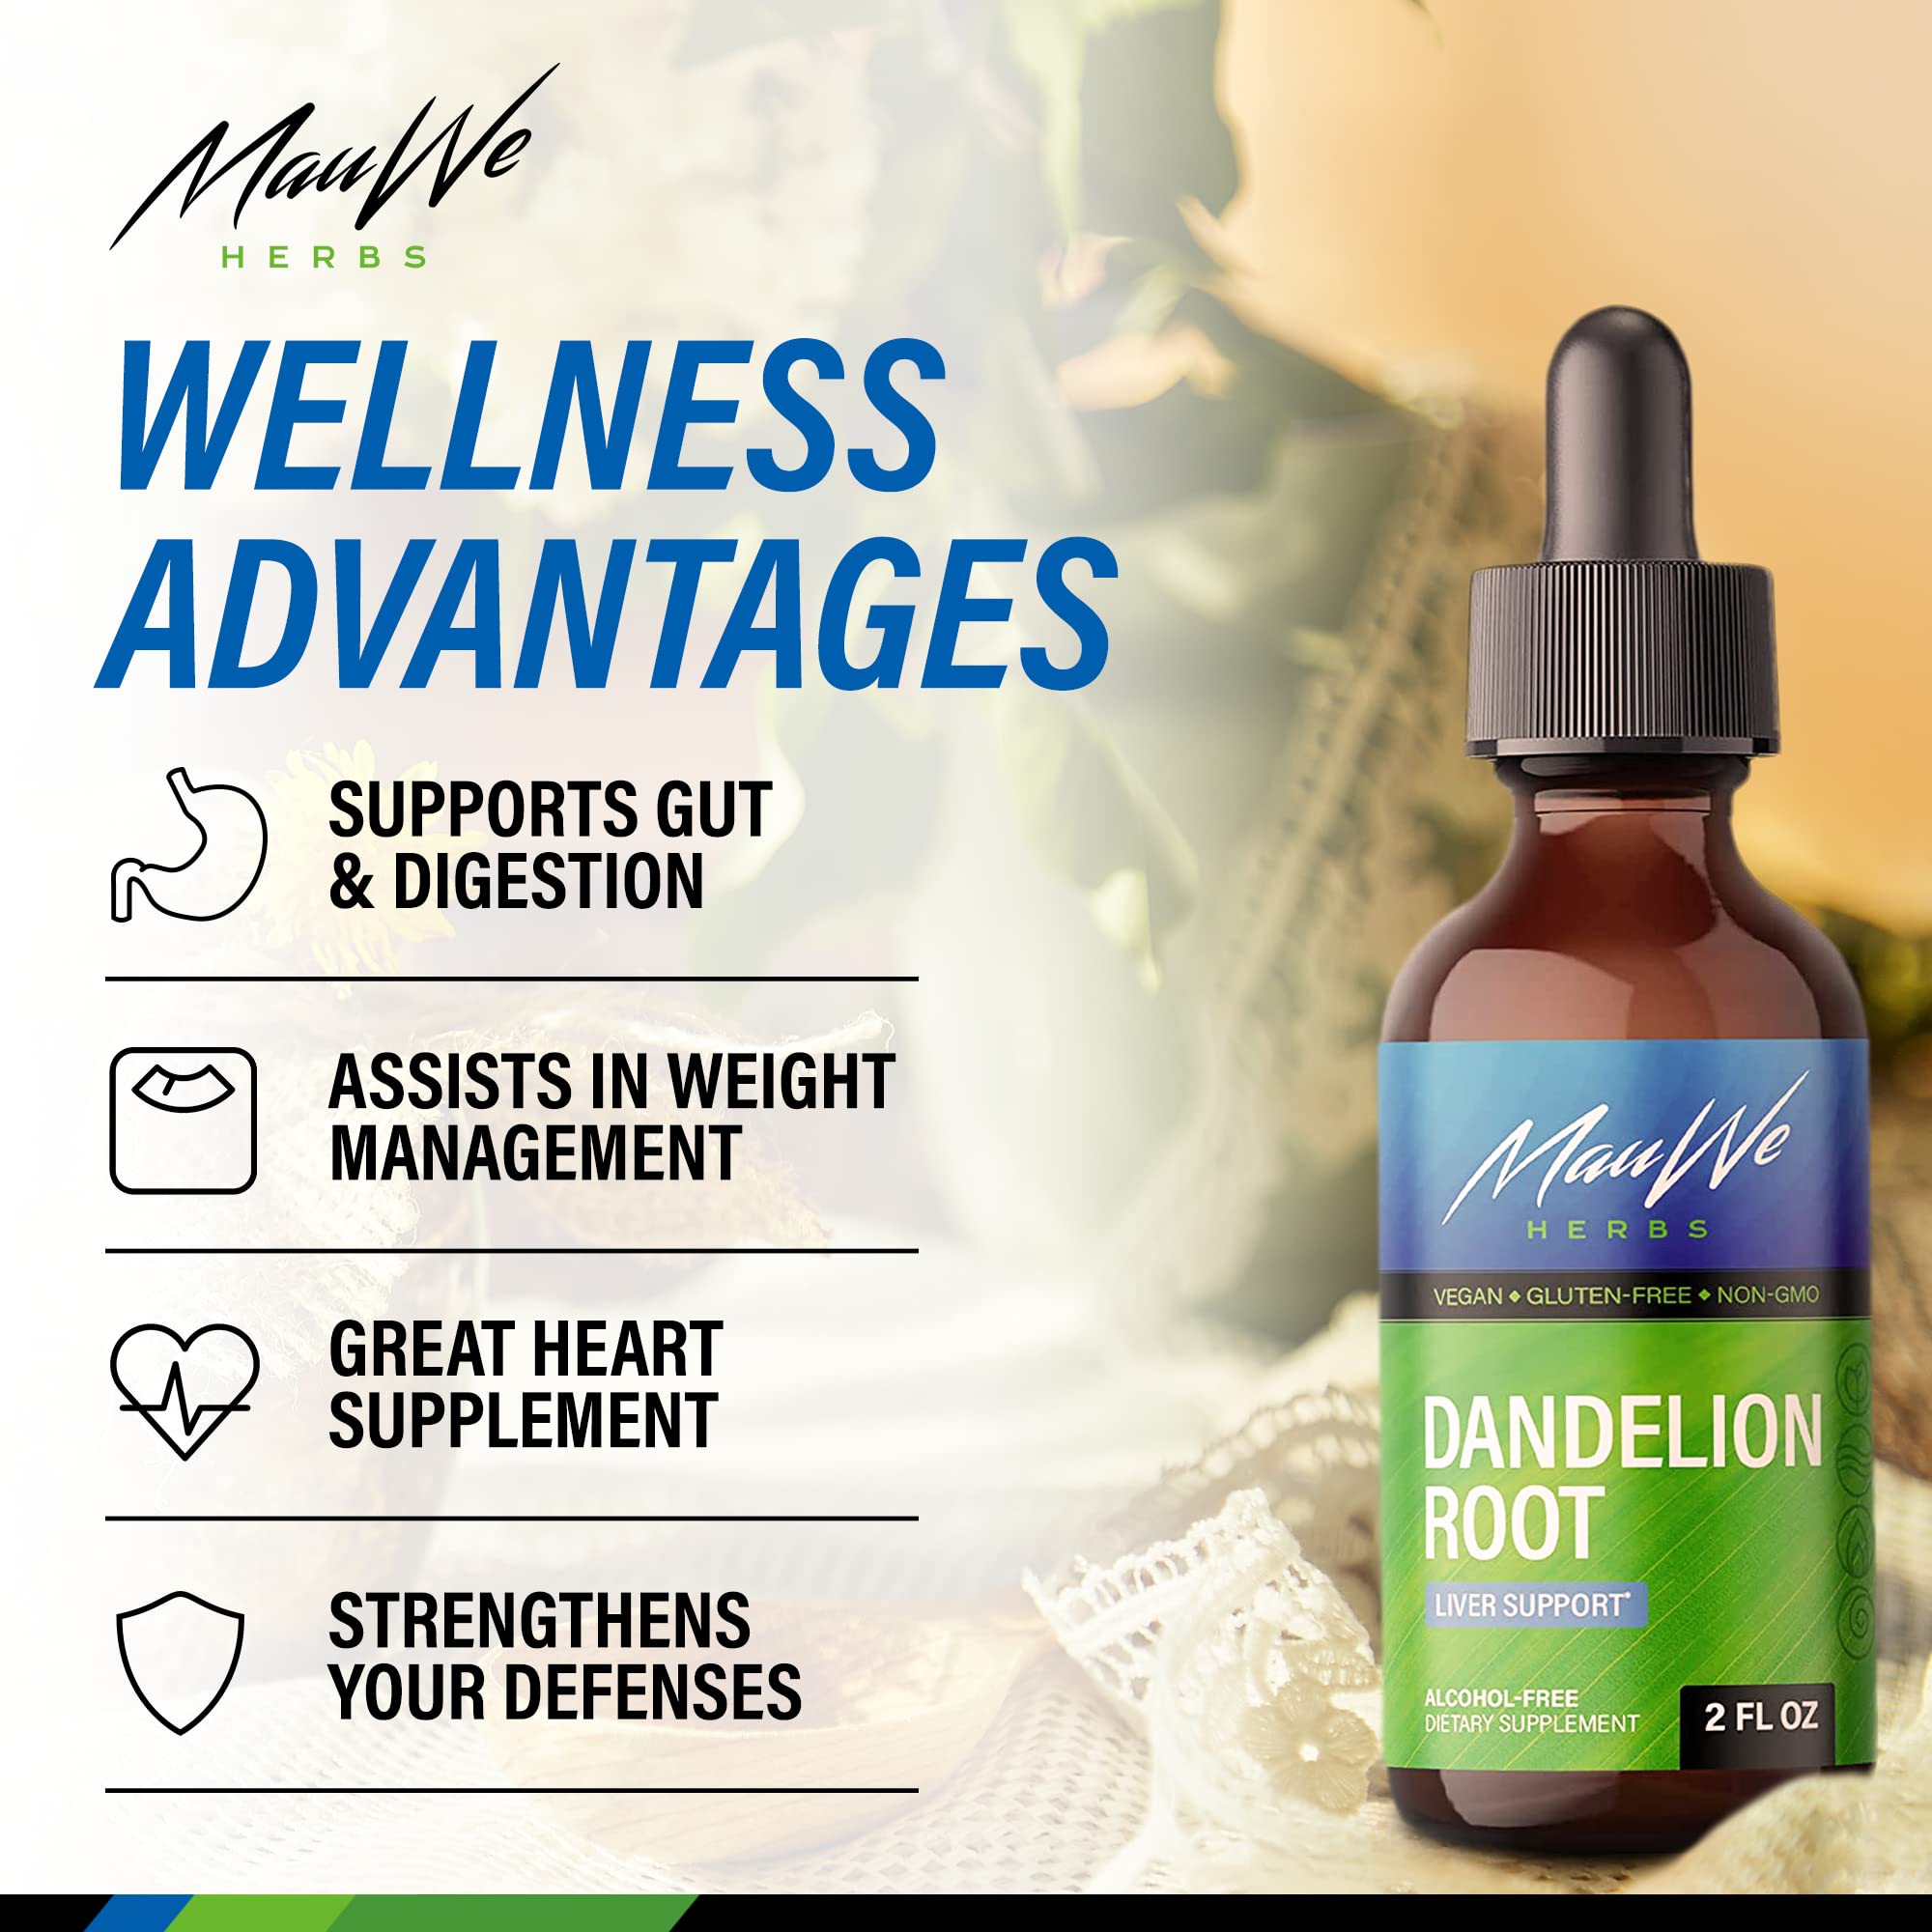 MauWe
HERBS
WELLNESS
ADVANTAGES
SUPPORTS GUT
& DIGESTION
ASSISTS IN WEIGHT
MANAGEMENT
GREAT HEART
SUPPLEMENT
STRENGTHENS
YOUR DEFENSES
MauWe
HERBS
VEGAN ◆ GLUTEN-FREE ◆ NON-GMO
DANDELION
ROOT
LIVER SUPPORT*
ALCOHOL-FREE
DIETARY SUPPLEMENT
2 FL OZ